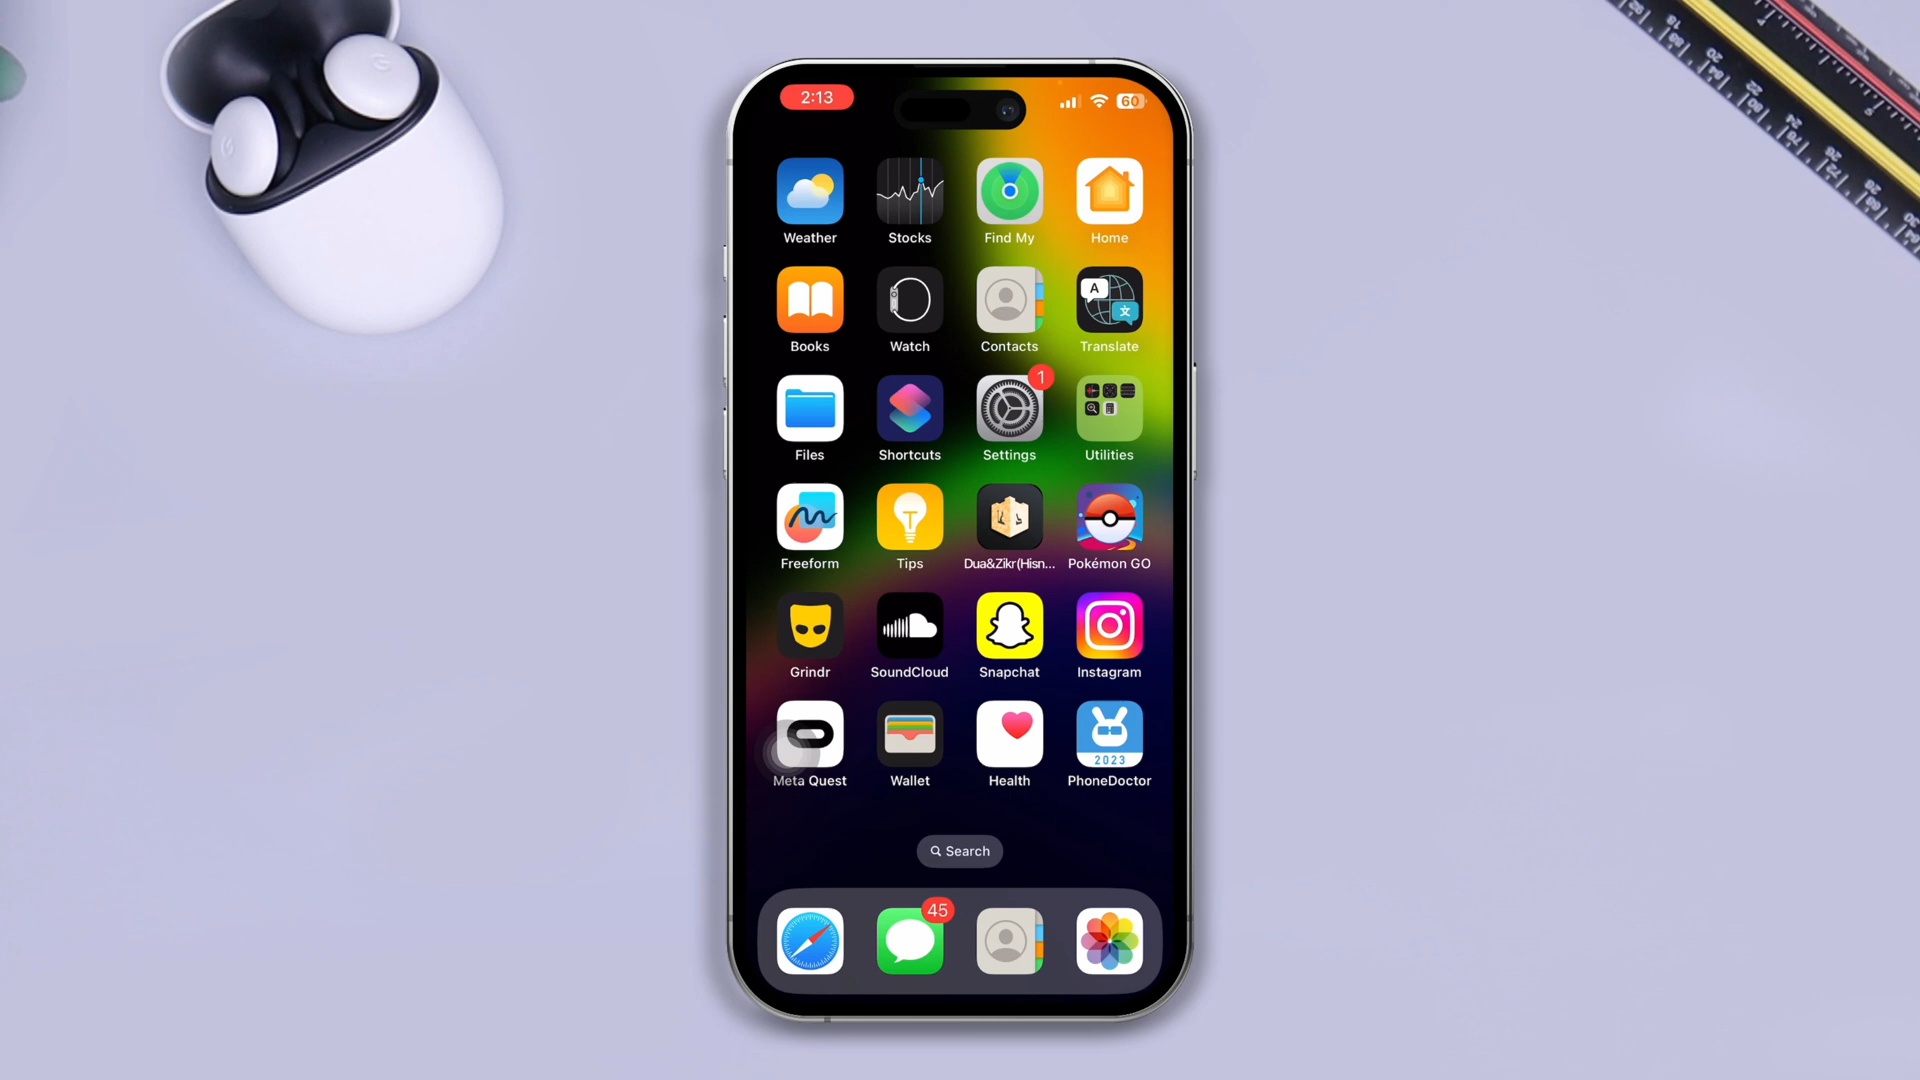 2:13
60
Weather Stocks Find My Home
A 文
Books Watch Contacts Translate
1
Files Shortcuts Settings Utilities
T
Freeform Tips Dua&Zikr(Hisn... Pokémon GO
Grindr SoundCloud Snapchat Instagram
2023
Meta Quest Wallet Health PhoneDoctor
Search
45